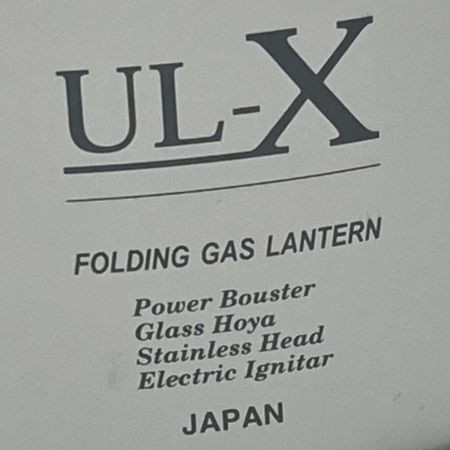 UL-X
FOLDING GAS LANTERN
Power Bouster
Glass Hoya
Stainless Head
Electric Ignitar
JAPAN